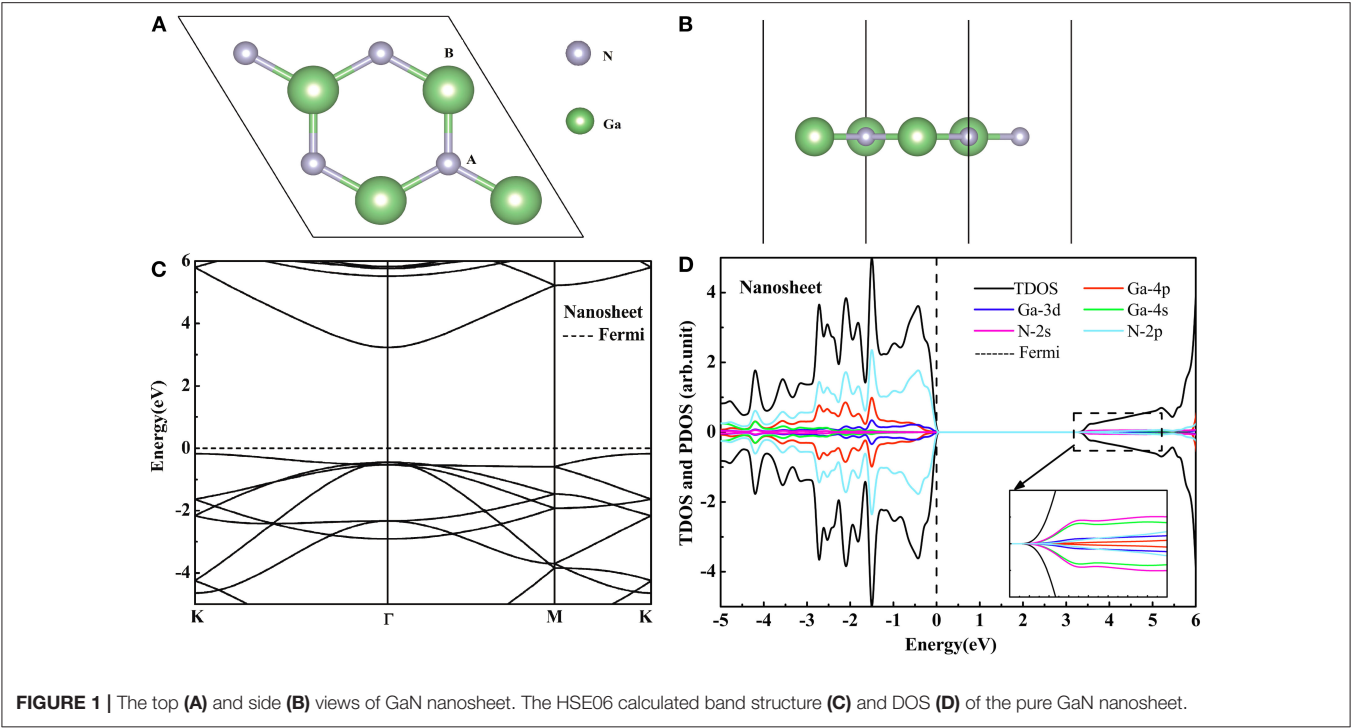 A
B
N
Ga
A
B
C
6
4
2
0
-2
-4
Energy(eV)
Nanosheet
Fermi
K
Γ
M
K
D
Nanosheet
TDOS
Ga-4p
Ga-3d
Ga-4s
N-2s
N-2p
Fermi
4
2
0
-2
-4
TDOS and PDOS (arb.unit)
-5
-4
-3
-2
-1
0
1
2
3
4
5
6
Energy(eV)
FIGURE 1 | The top (A) and side (B) views of GaN nanosheet. The HSE06 calculated band structure (C) and DOS (D) of the pure GaN nanosheet.